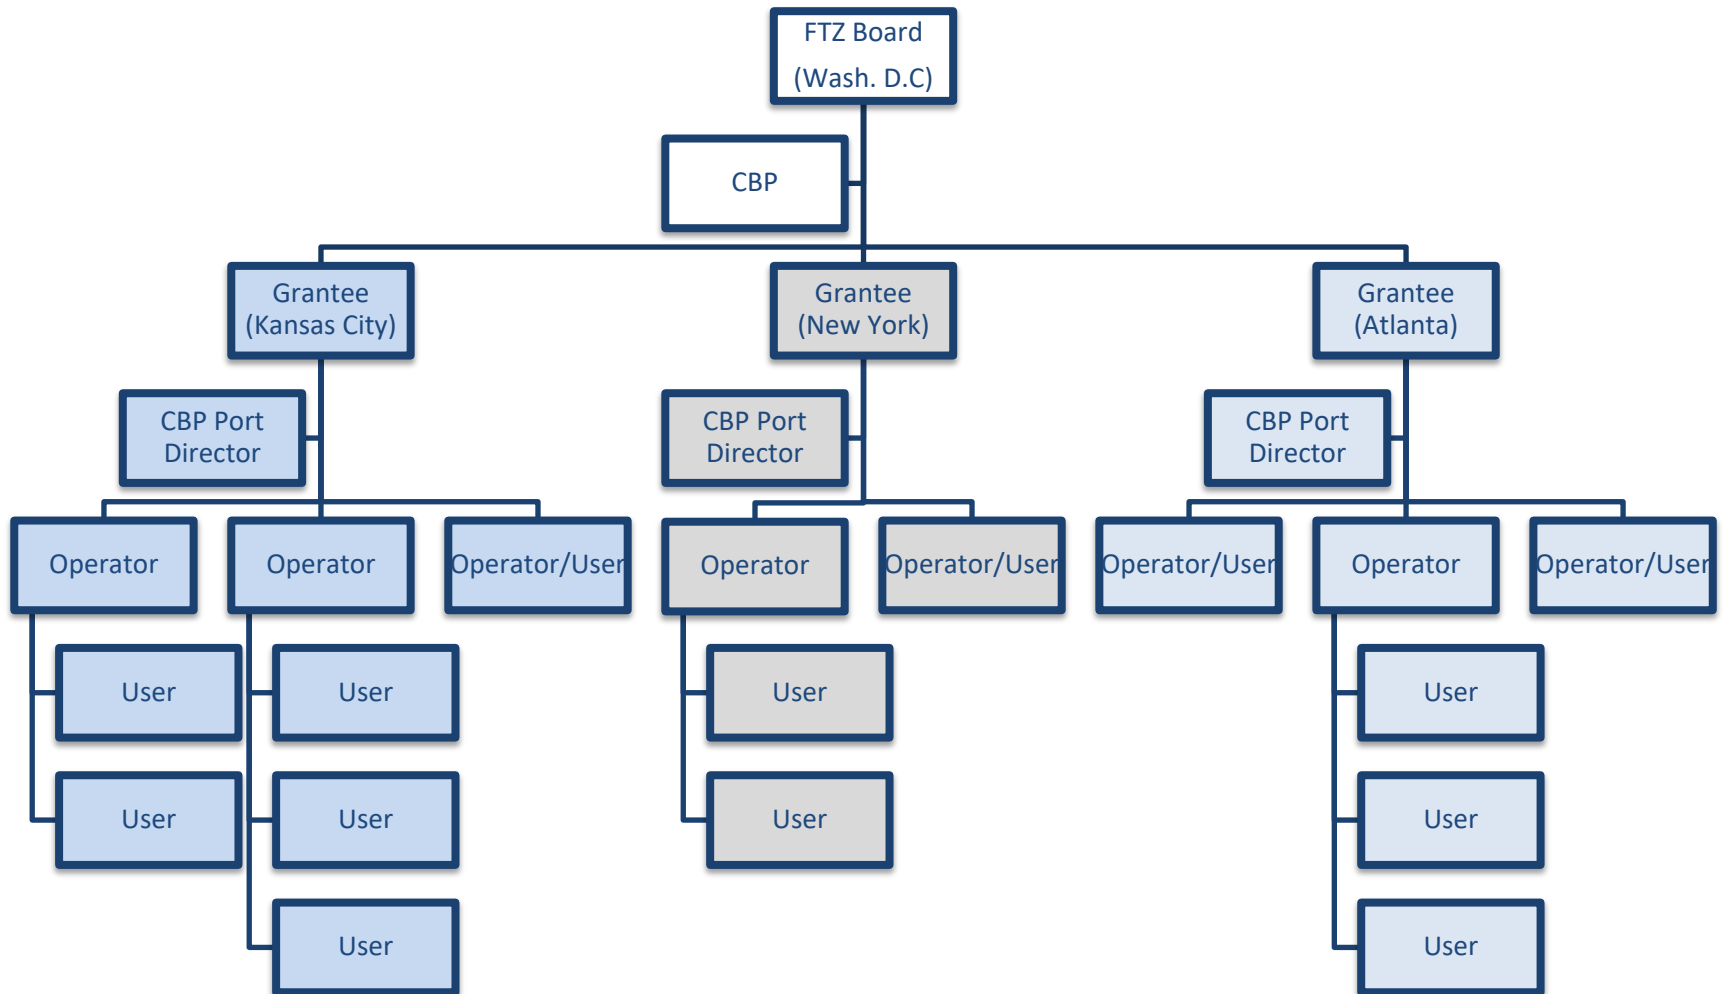 FTZ Board
(Wash. D.C)
CBP
Grantee
(Kansas City)
Grantee
(New York)
Grantee
(Atlanta)
CBP Port
Director
CBP Port
Director
CBP Port
Director
Operator
Operator
Operator/User
Operator
Operator/User
Operator/User
Operator
Operator/User
User
User
User
User
User
User
User
User
User
User